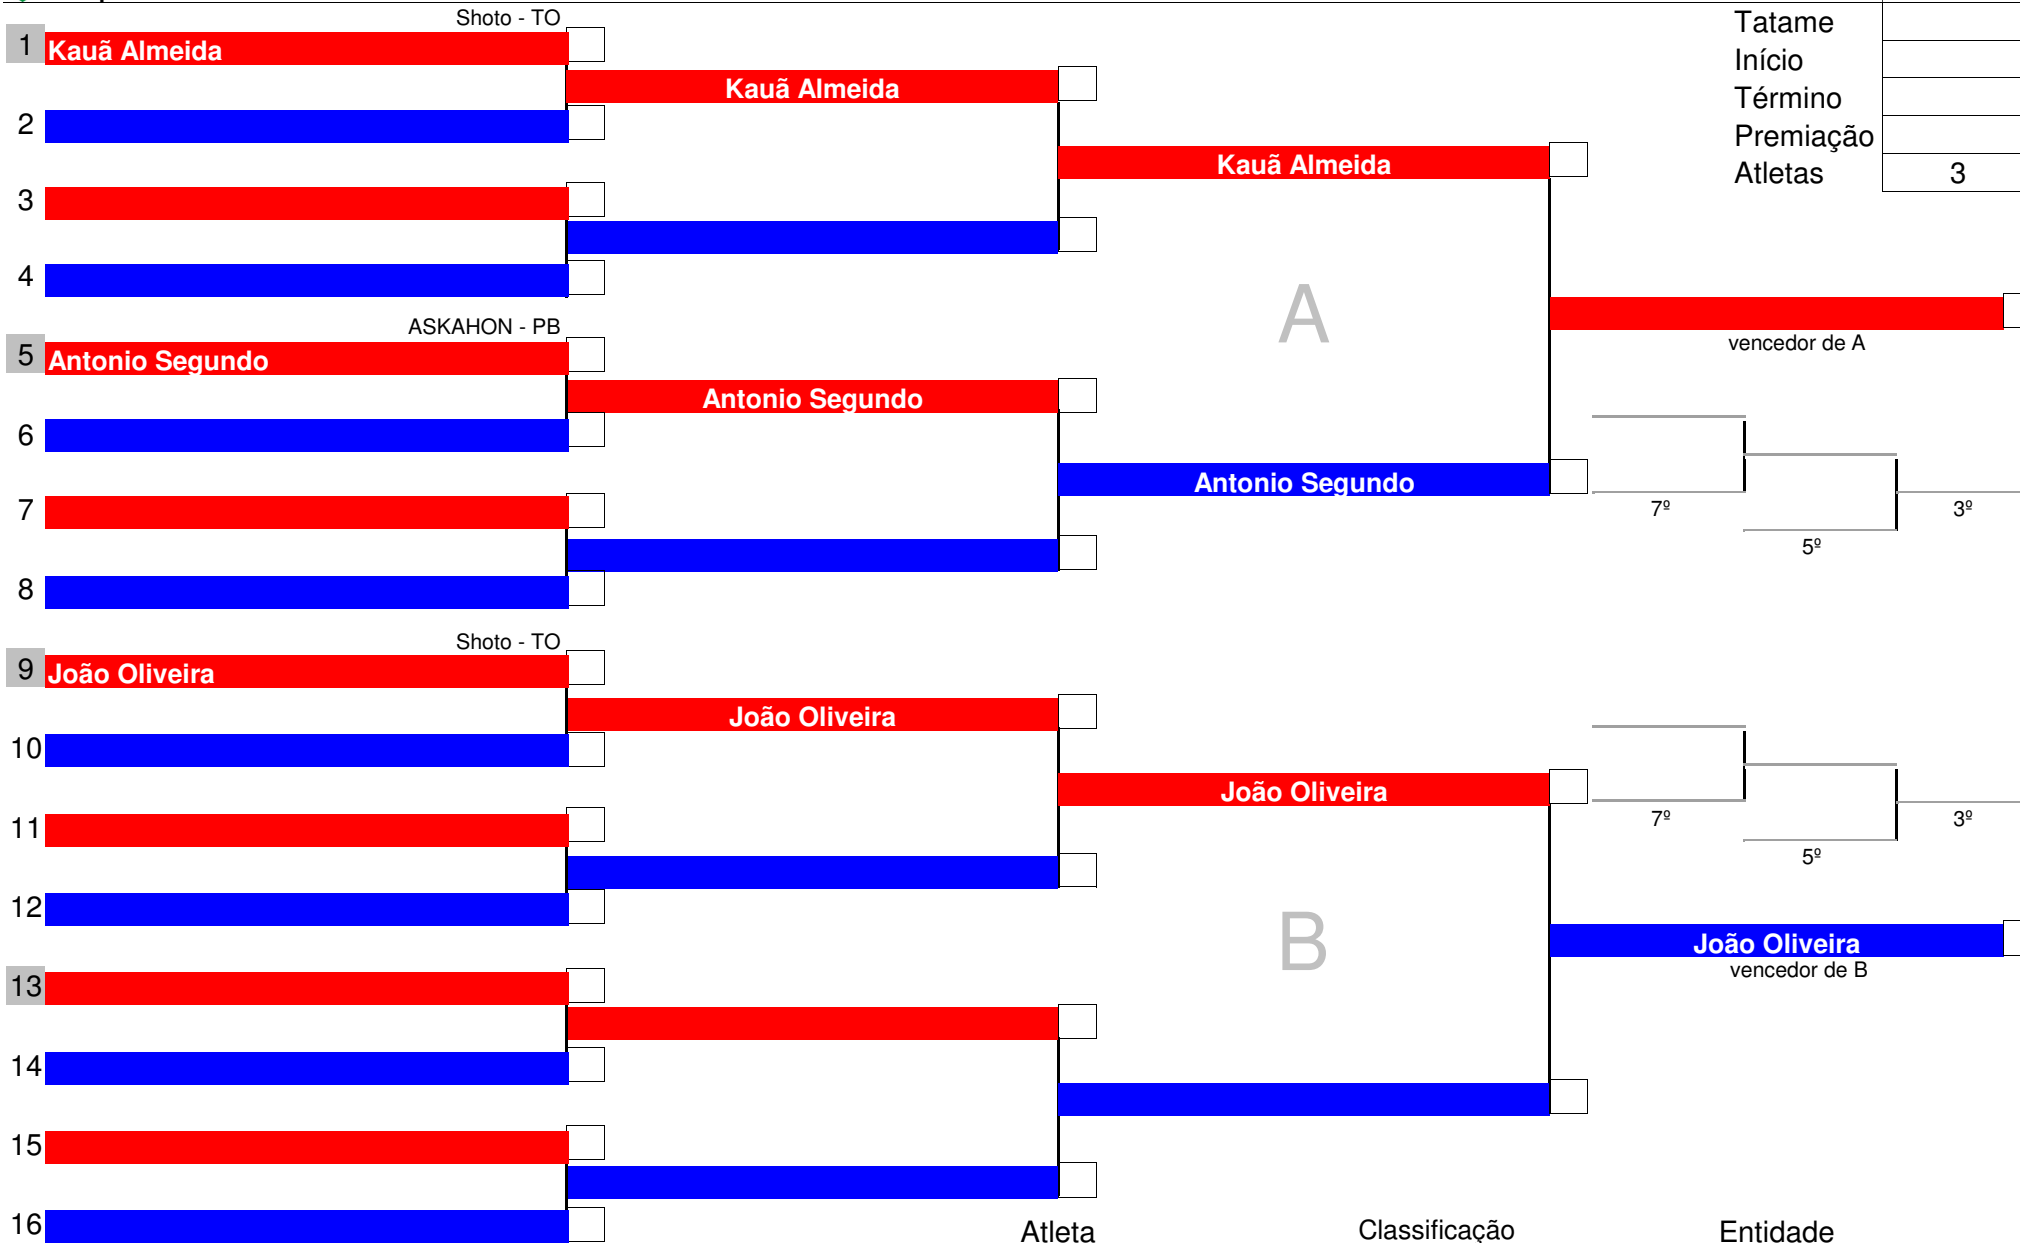 Shoto - TO
1 Kauã Almeida
Kauã Almeida
2
Kauã Almeida
3
4
Tatame
Início
Término
Premiação
Atletas 3
A
vencedor de A
ASKAHON - PB
5 Antonio Segundo
Antonio Segundo
6
Antonio Segundo
7
8
7º
3º
5º
Shoto - TO
9 João Oliveira
João Oliveira
10
João Oliveira
11
12
7º
3º
5º
B
João Oliveira
vencedor de B
13
14
15
16
Atleta Classificação Entidade